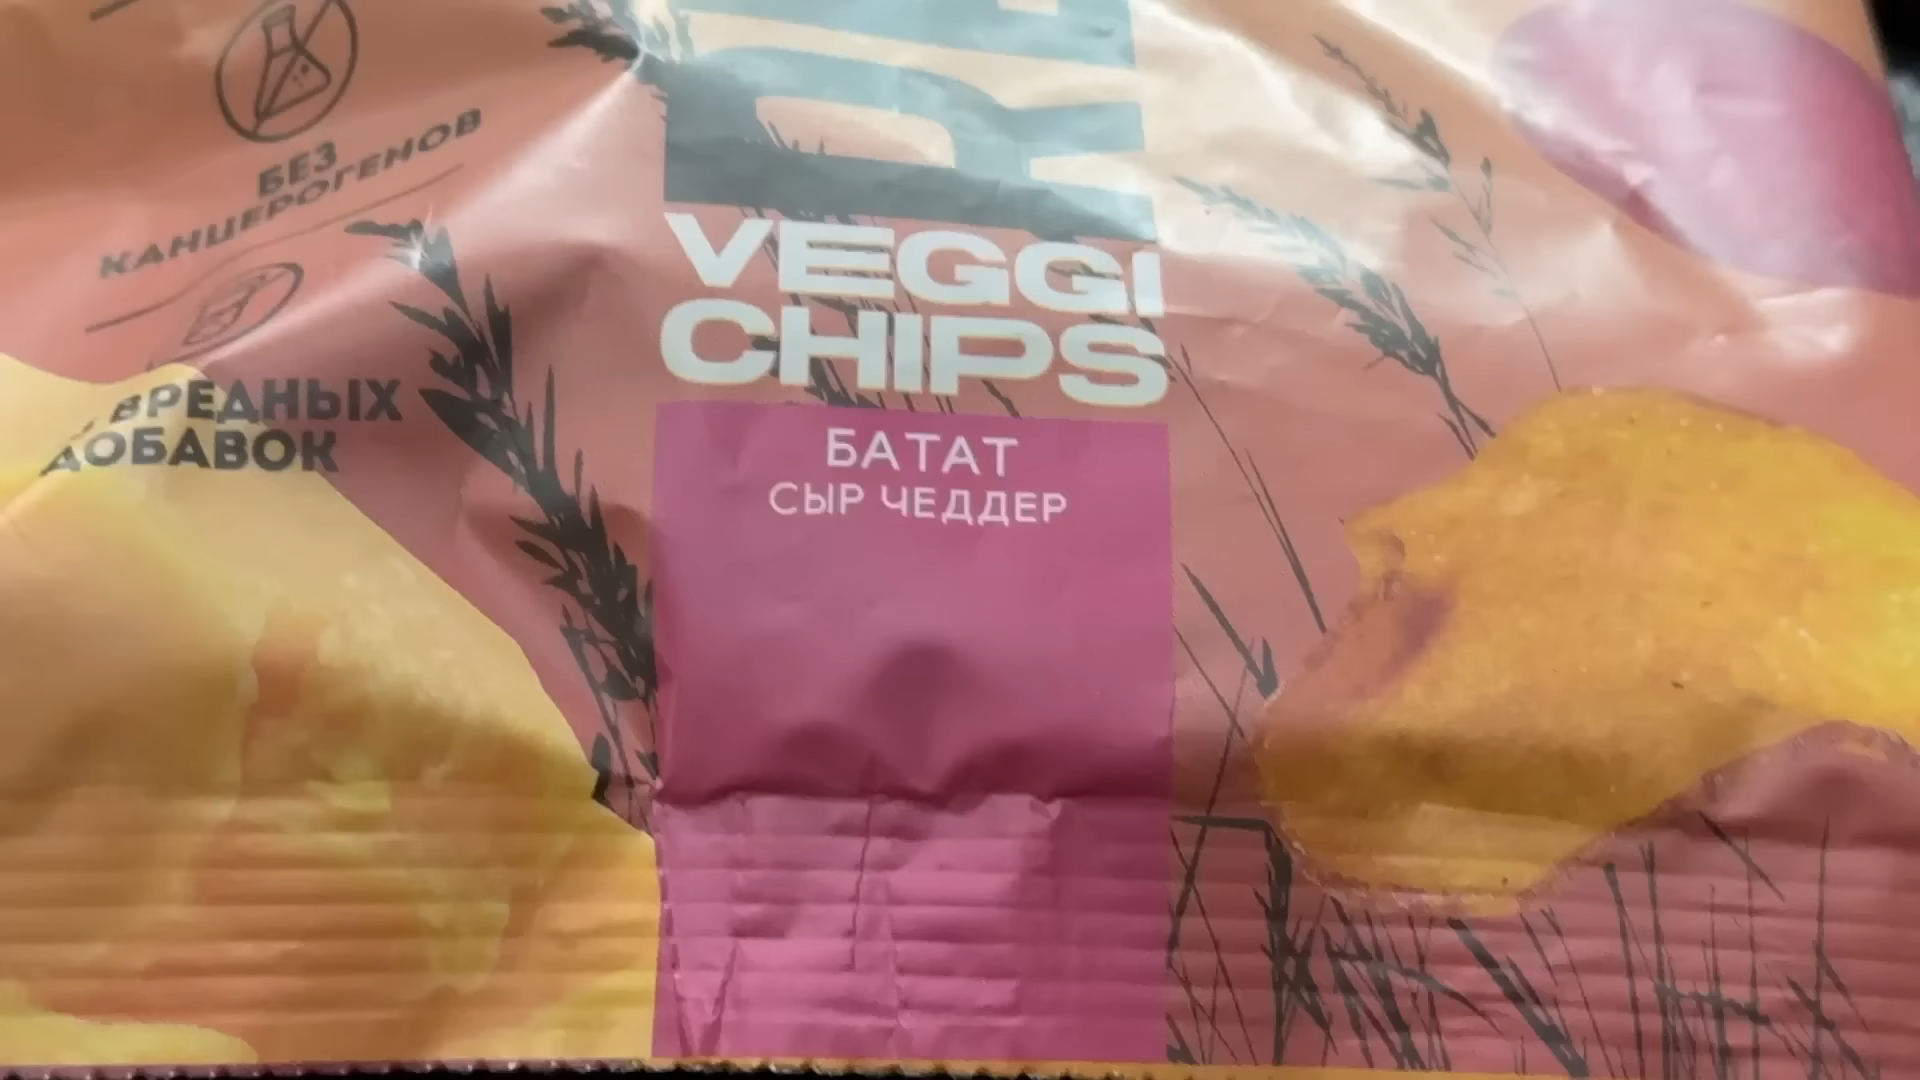 БЕЗ
КАНЦЕРОГЕНОВ
ВРЕДНЫХ
ДОБАВОК
VEGGI
CHIPS
БАТАТ
СЫР ЧЕДДЕР